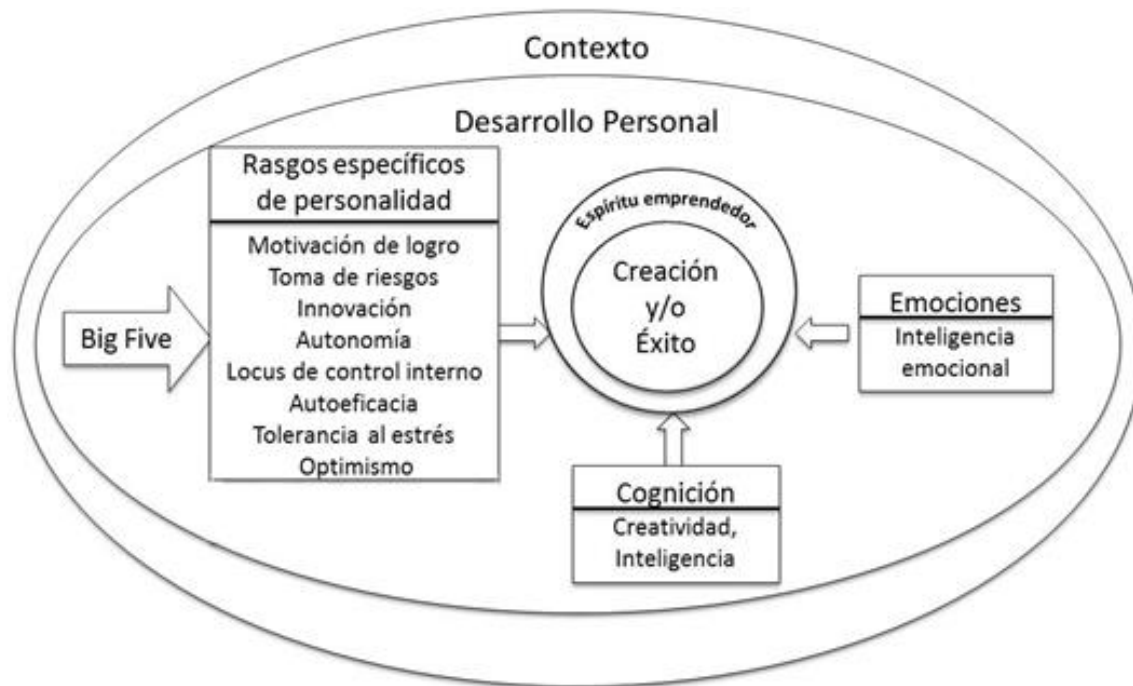 Contexto
Desarrollo Personal
Rasgos específicos
de personalidad
Motivación de logro
Toma de riesgos
Innovación
Autonomía
Locus de control interno
Autoeficacia
Tolerancia al estrés
Optimismo
Big Five
Espíritu emprendedor
Creación
y/o
Éxito
Emociones
Inteligencia
emocional
Cognición
Creatividad,
Inteligencia